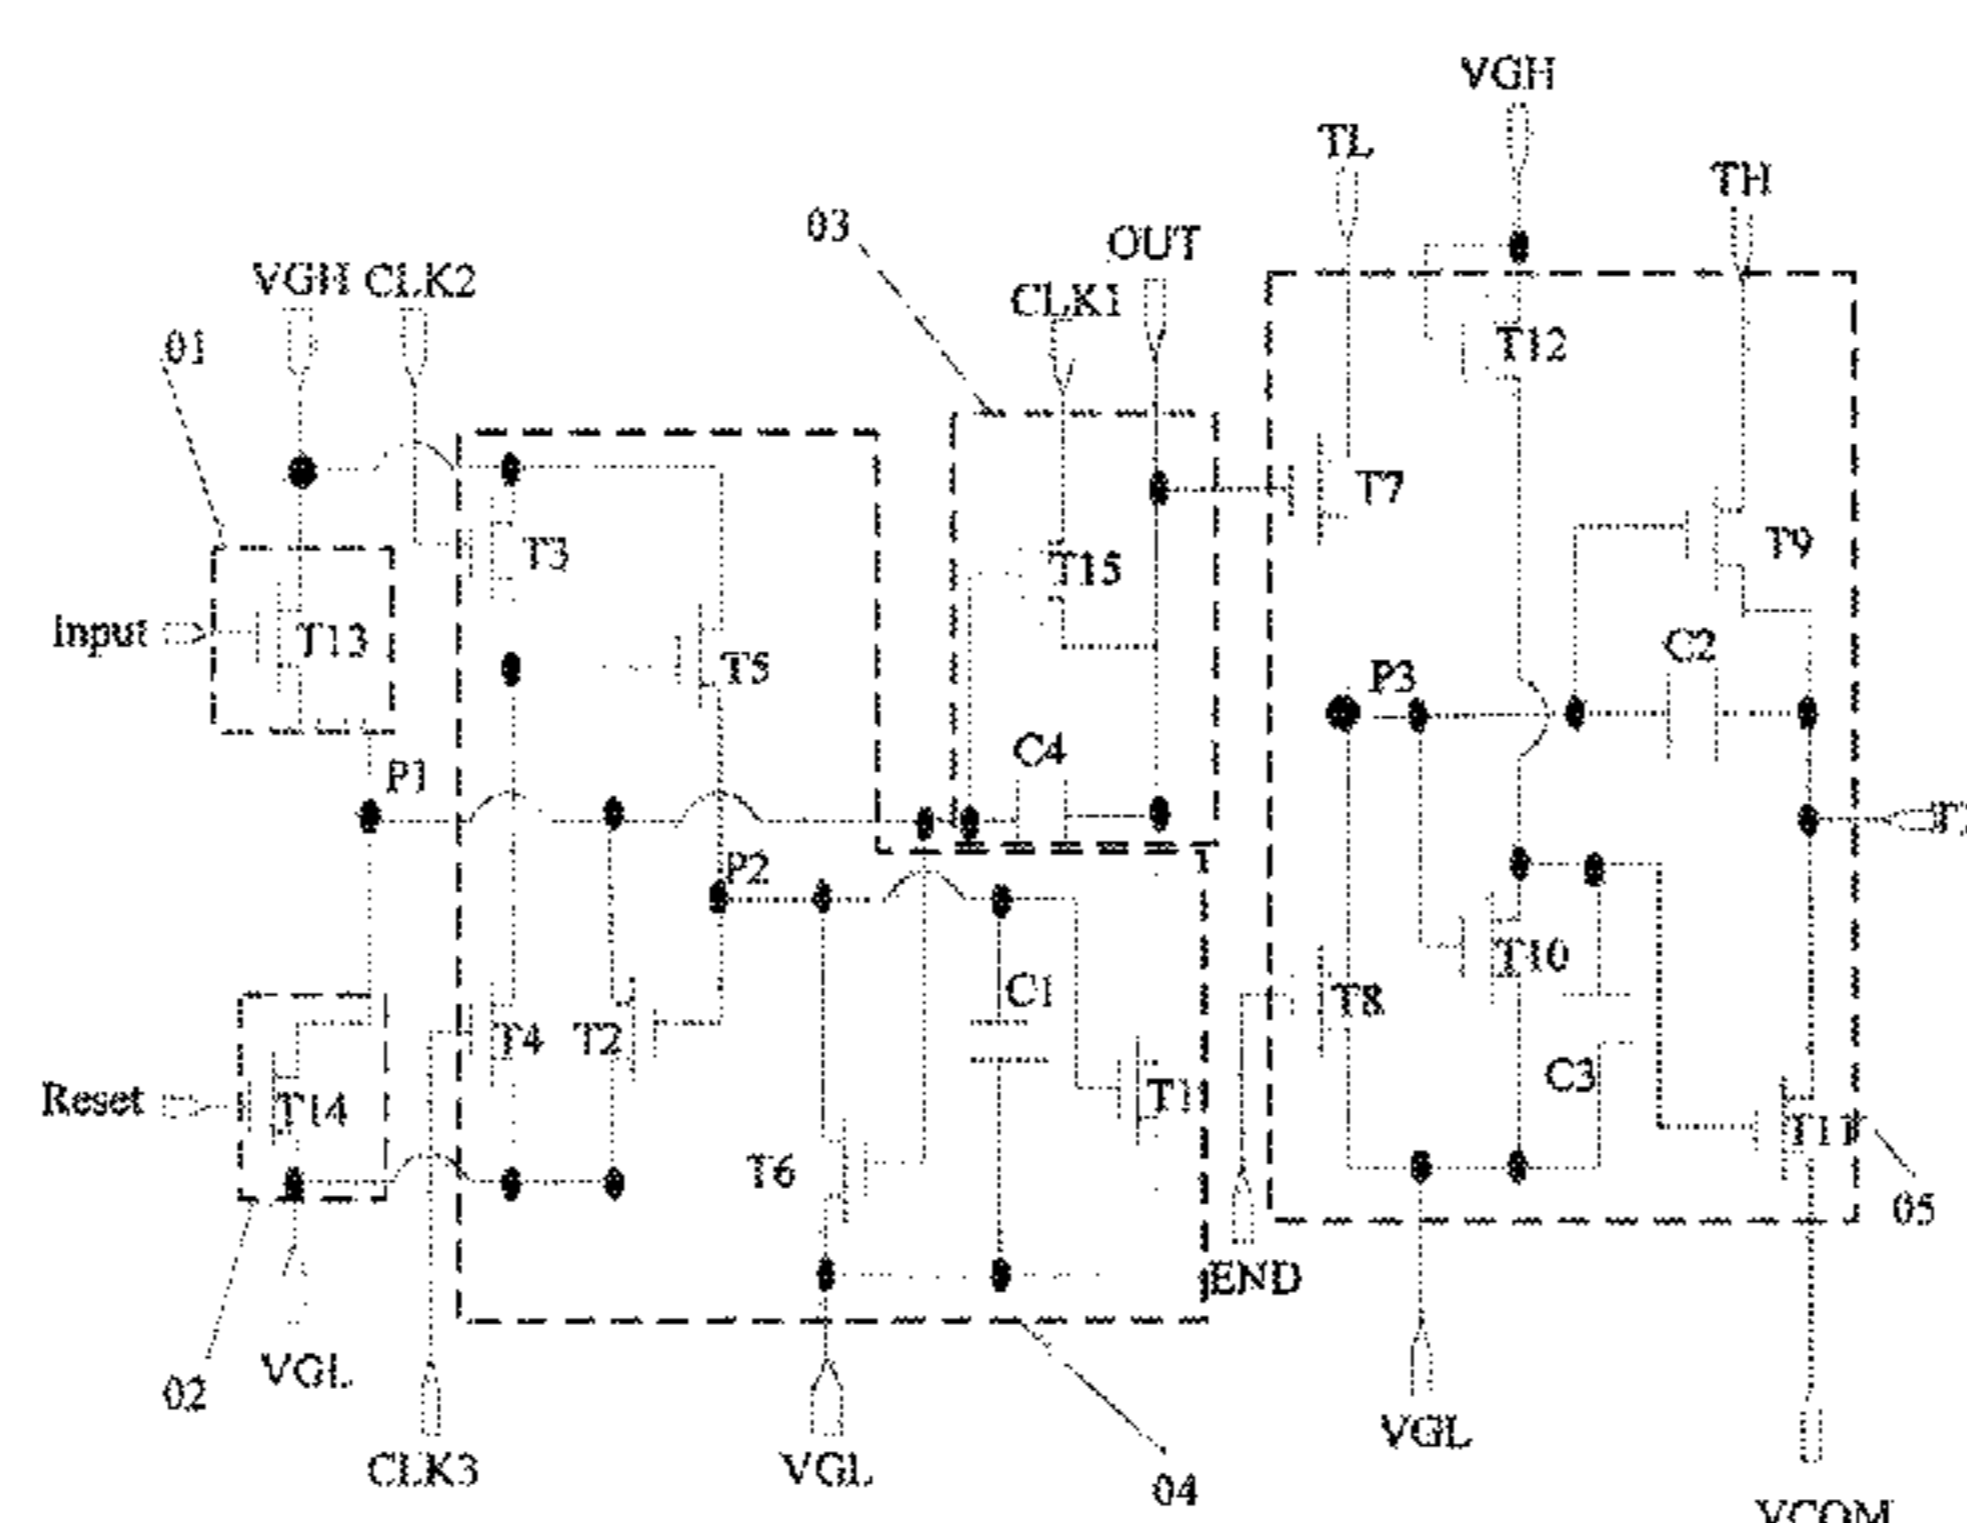 VGH
TL
TH
03
OUT
VGH CLK2
CLK1
01
T12
T7
T3
T9
T15
Input
T13
T5
C2
P3
C4
P1
P2
T10
C1
T8
T4
T2
C3
T1
Reset
T14
T11
T6
05
END
VGL
02
VGL
CLK3
VGL
04
VCOM